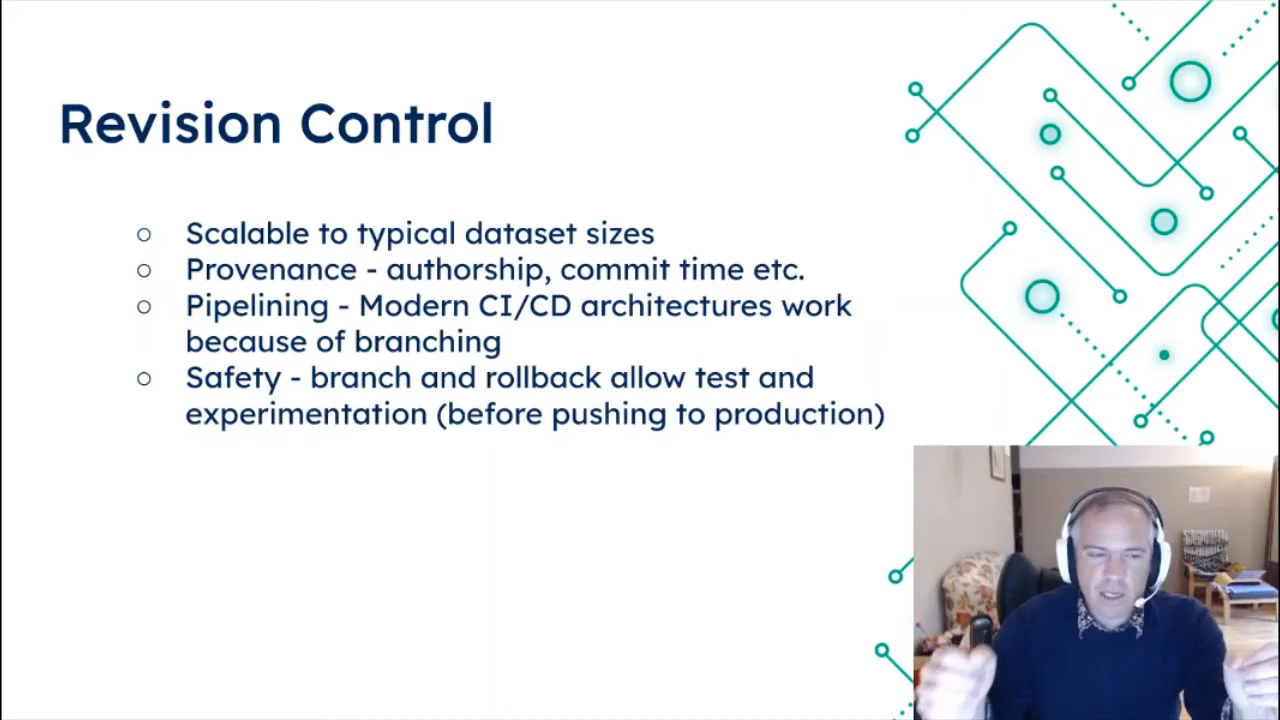 Revision Control
○ Scalable to typical dataset sizes
○ Provenance - authorship, commit time etc.
○ Pipelining - Modern CI/CD architectures work
because of branching
○ Safety - branch and rollback allow test and
experimentation (before pushing to production)